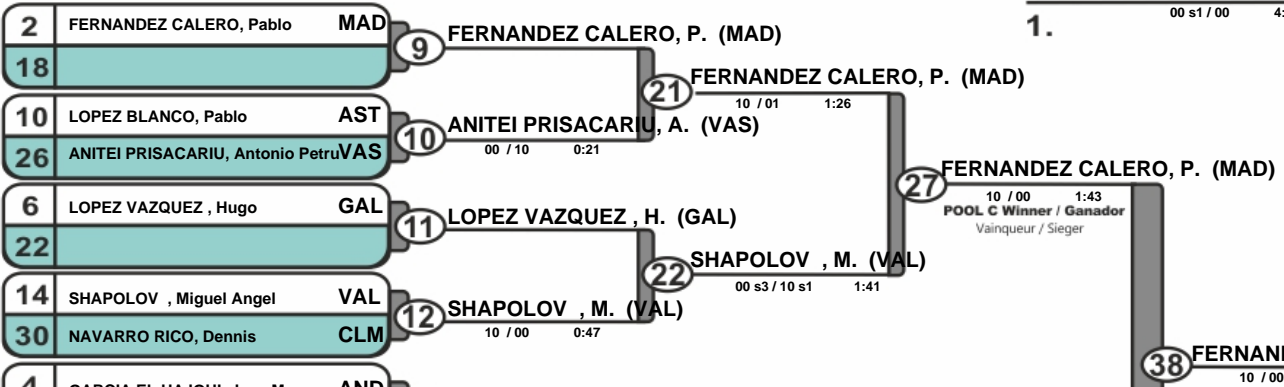 00 s1 / 00 4:
1.
2 FERNANDEZ CALERO, Pablo MAD
18
9 FERNANDEZ CALERO, P. (MAD)
21 FERNANDEZ CALERO, P. (MAD)
10 / 01 1:26
10 LOPEZ BLANCO, Pablo AST
26 ANITEI PRISACARIU, Antonio Petru VAS
10 ANITEI PRISACARIU, A. (VAS)
00 / 10 0:21
27 FERNANDEZ CALERO, P. (MAD)
10 / 00 1:43
POOL C Winner / Ganador
Vainqueur / Sieger
6 LOPEZ VAZQUEZ , Hugo GAL
22
11 LOPEZ VAZQUEZ , H. (GAL)
22 SHAPOLOV , M. (VAL)
00 s3 / 10 s1 1:41
14 SHAPOLOV , Miguel Angel VAL
30 NAVARRO RICO, Dennis CLM
12 SHAPOLOV , M. (VAL)
10 / 00 0:47
38 FERNAN
10 / 00
AND